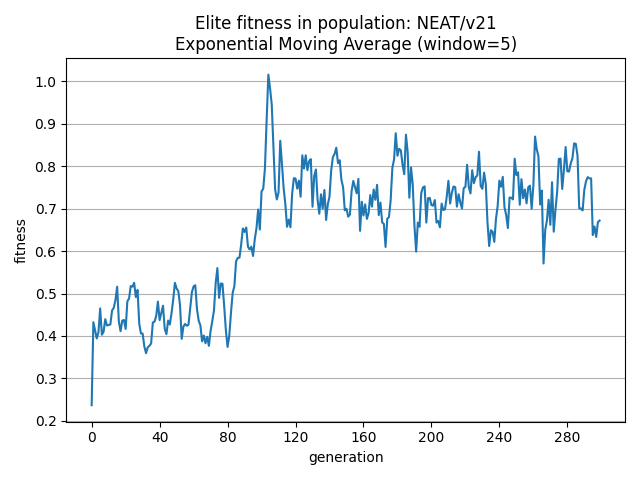 Elite fitness in population: NEAT/v21
Exponential Moving Average (window=5)
1.0
0.9
0.8
0.7
0.6
0.5
0.4
0.3
0.2
fitness
0 40 80 120 160 200 240 280
generation